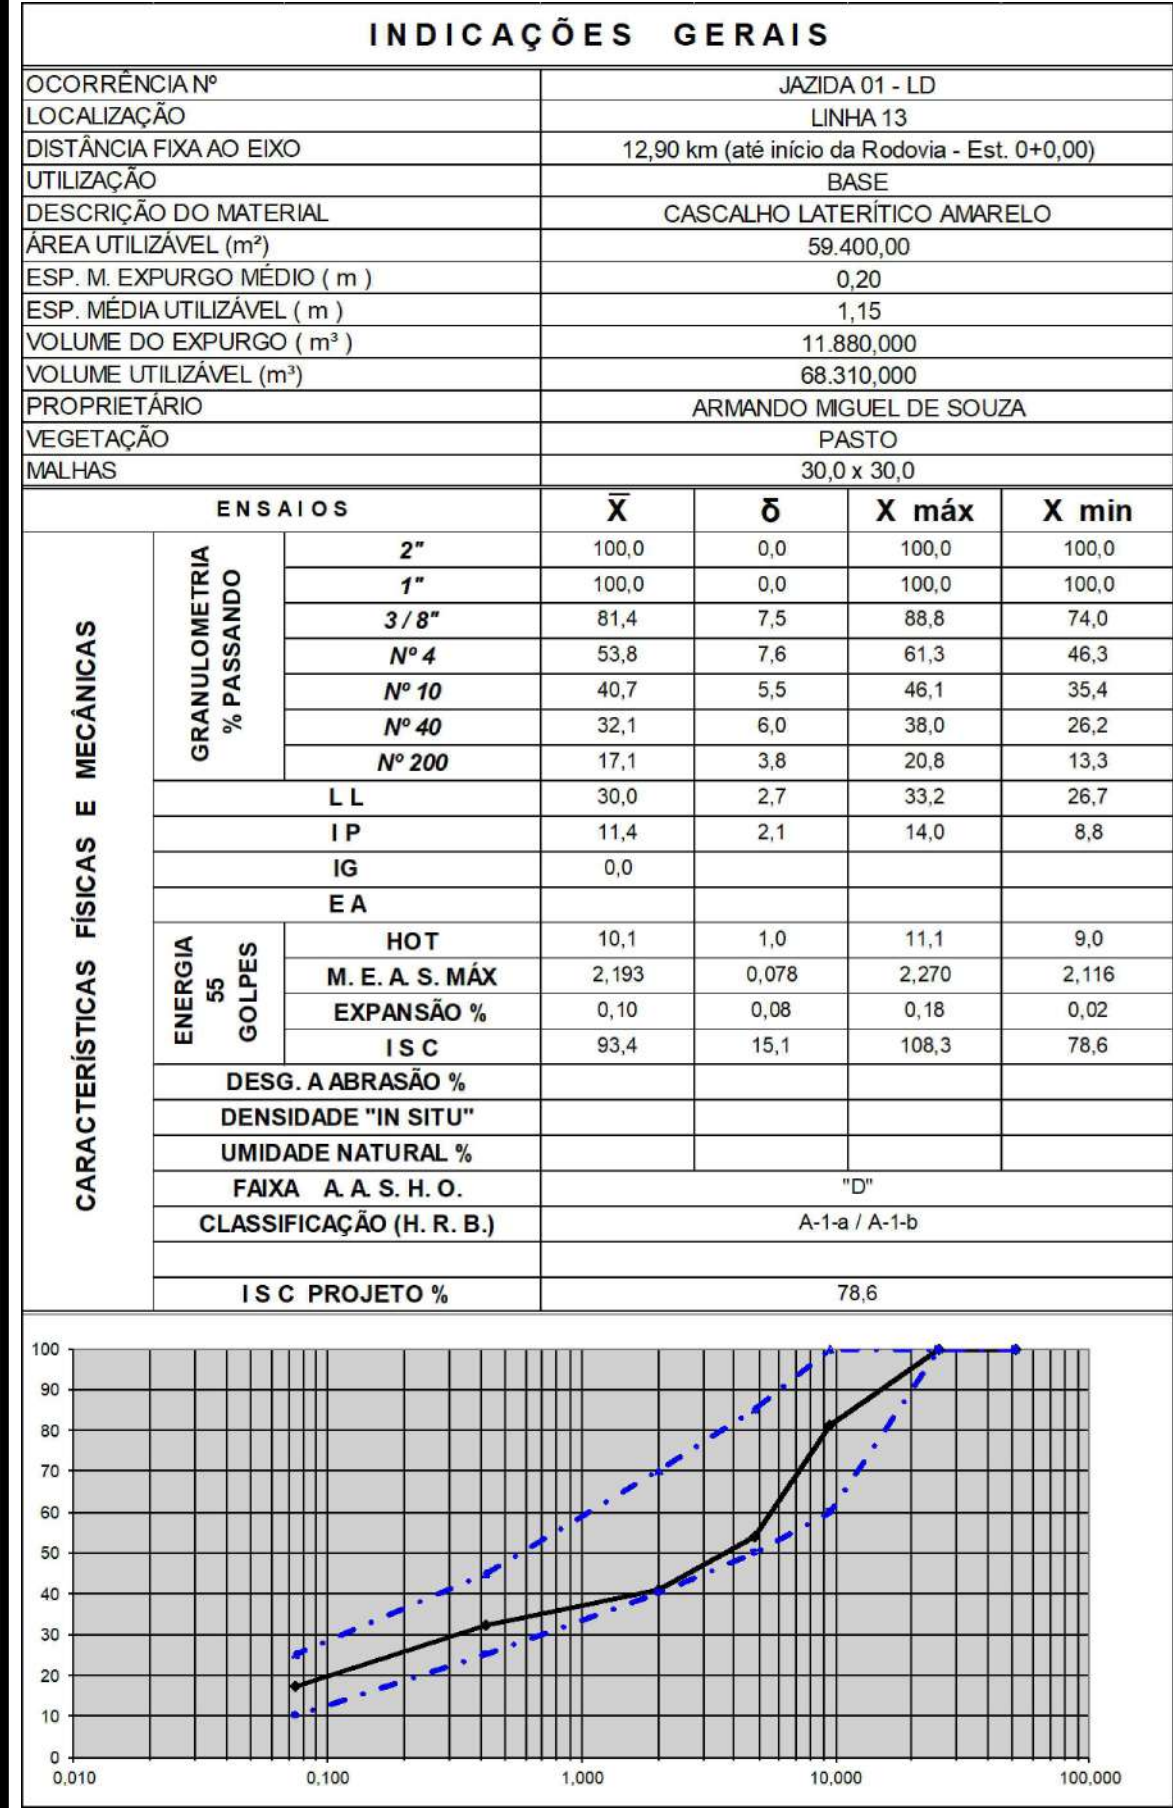 INDICAÇÕES GERAIS
OCORRÊNCIA Nº JAZIDA 01 - LD
LOCALIZAÇÃO LINHA 13
DISTÂNCIA FIXA AO EIXO 12,90 km (até início da Rodovia - Est. 0+0,00)
UTILIZAÇÃO BASE
DESCRIÇÃO DO MATERIAL CASCALHO LATERÍTICO AMARELO
ÁREA UTILIZÁVEL (m²) 59.400,00
ESP. M. EXPURGO MÉDIO ( m ) 0,20
ESP. MÉDIA UTILIZÁVEL ( m ) 1,15
VOLUME DO EXPURGO ( m³ ) 11.880,000
VOLUME UTILIZÁVEL (m³) 68.310,000
PROPRIETÁRIO ARMANDO MIGUEL DE SOUZA
VEGETAÇÃO PASTO
MALHAS 30,0 x 30,0
ENSAIOS X̅ δ X máx X min
CARACTERÍSTICAS FÍSICAS E MECÂNICAS
GRANULOMETRIA
% PASSANDO
2" 100,0 0,0 100,0 100,0
1" 100,0 0,0 100,0 100,0
3 / 8" 81,4 7,5 88,8 74,0
Nº 4 53,8 7,6 61,3 46,3
Nº 10 40,7 5,5 46,1 35,4
Nº 40 32,1 6,0 38,0 26,2
Nº 200 17,1 3,8 20,8 13,3
L L 30,0 2,7 33,2 26,7
I P 11,4 2,1 14,0 8,8
IG 0,0
E A
ENERGIA
55
GOLPES
HOT 10,1 1,0 11,1 9,0
M. E. A. S. MÁX 2,193 0,078 2,270 2,116
EXPANSÃO % 0,10 0,08 0,18 0,02
I S C 93,4 15,1 108,3 78,6
DESG. A ABRASÃO %
DENSIDADE "IN SITU"
UMIDADE NATURAL %
FAIXA A. A. S. H. O. "D"
CLASSIFICAÇÃO (H. R. B.) A-1-a / A-1-b
I S C PROJETO % 78,6
100
90
80
70
60
50
40
30
20
10
0
0,010 0,100 1,000 10,000 100,000